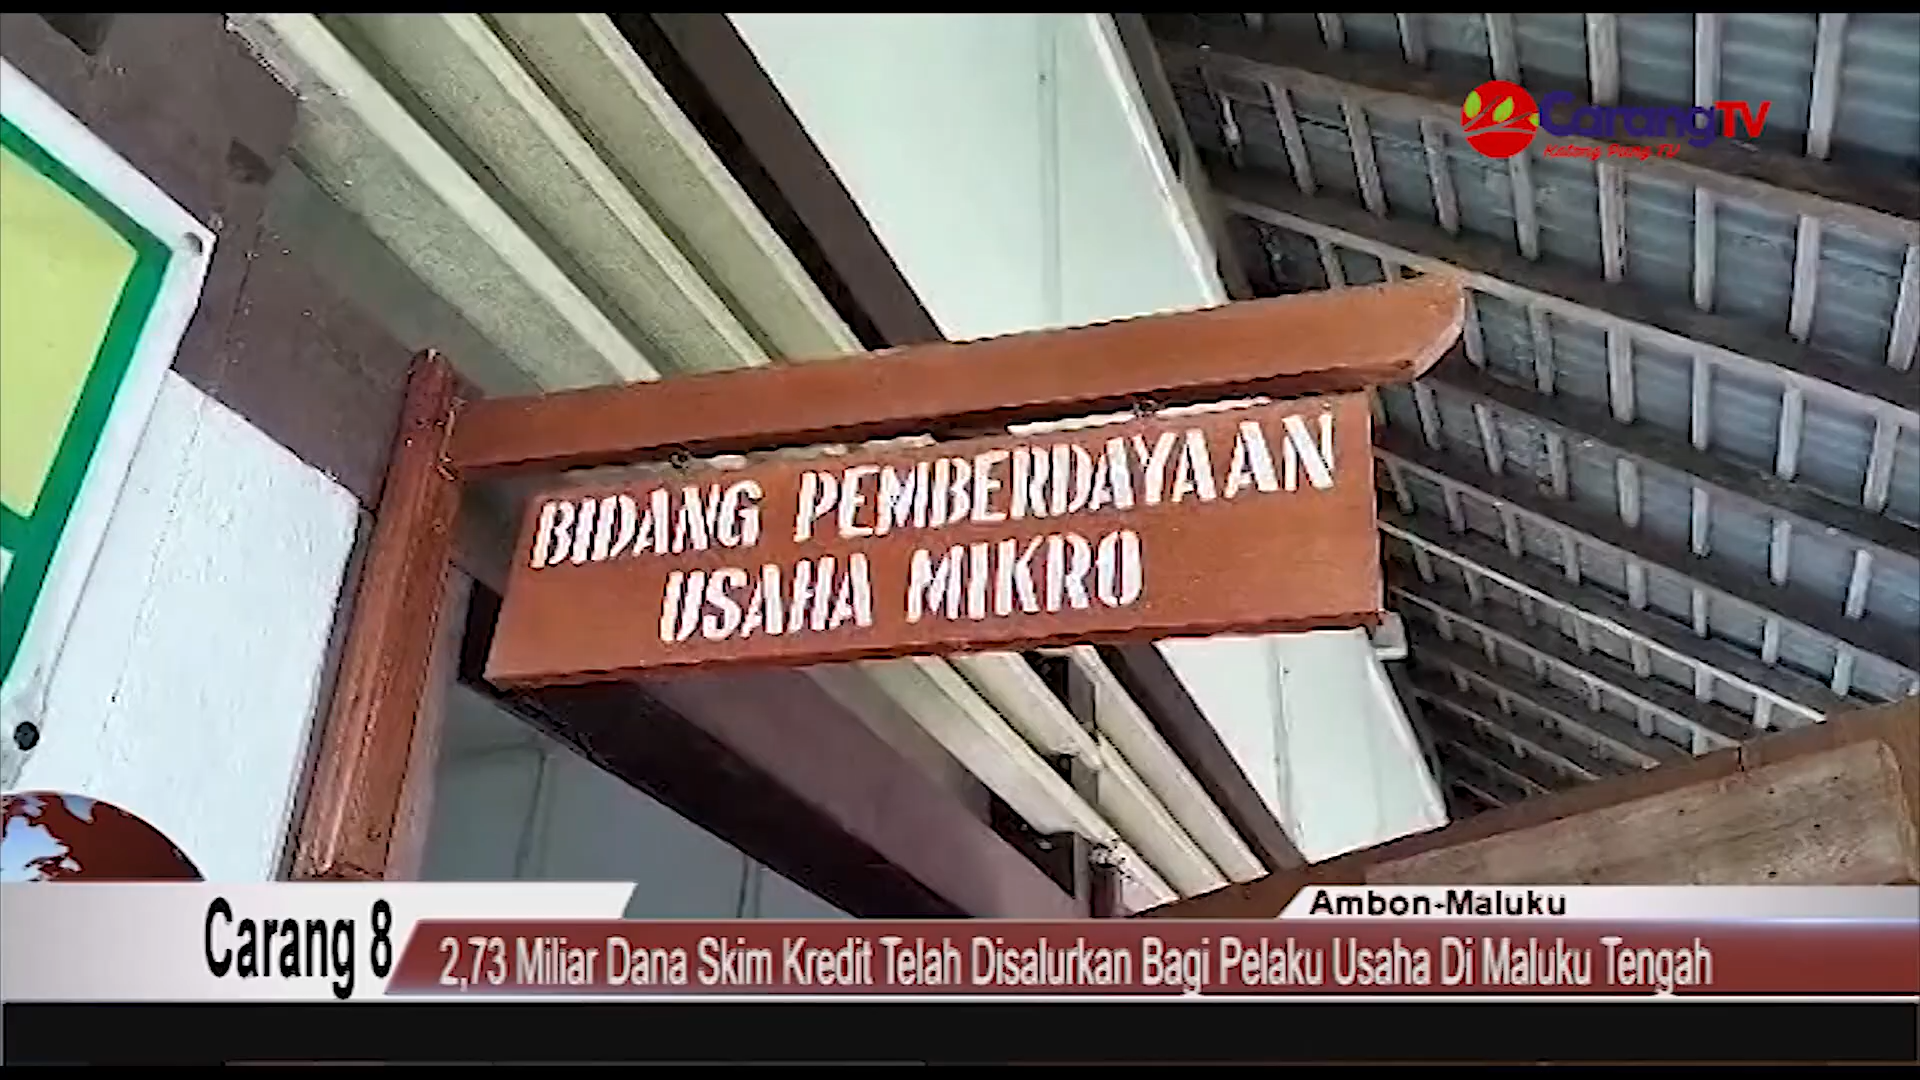 CarangTV
Katong Pung TV
BIDANG PEMBERDAYAAN
USAHA MIKRO
Ambon-Maluku
Carang 8
2,73 Miliar Dana Skim Kredit Telah Disalurkan Bagi Pelaku Usaha Di Maluku Tengah